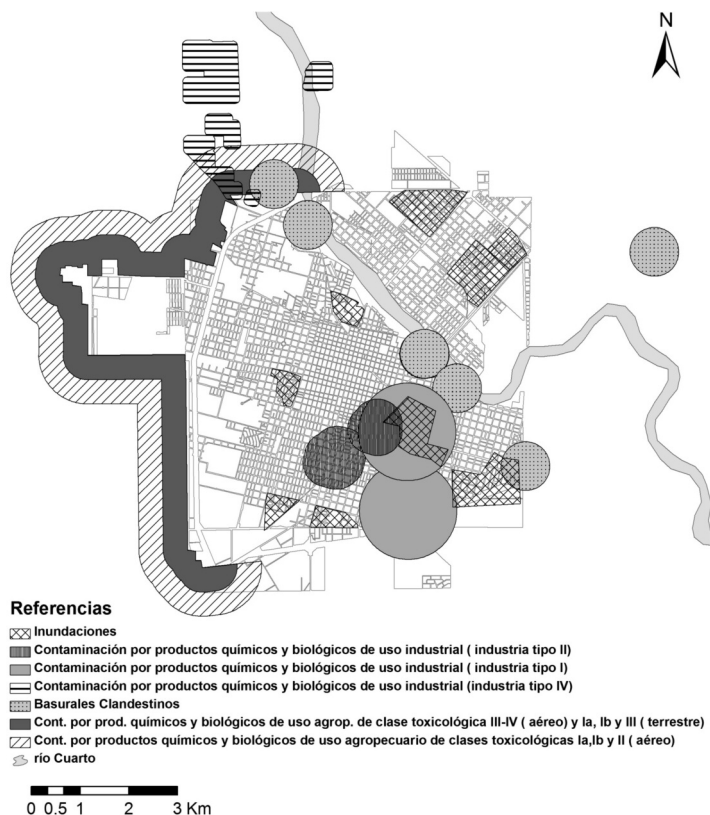 N
Referencias
Inundaciones
Contaminación por productos químicos y biológicos de uso industrial ( industria tipo II)
Contaminación por productos químicos y biológicos de uso industrial ( industria tipo I)
Contaminación por productos químicos y biológicos de uso industrial (industria tipo IV)
Basurales Clandestinos
Cont. por prod. químicos y biológicos de uso agrop. de clase toxicológica III-IV ( aéreo) y Ia, Ib y III ( terrestre)
Cont. por productos químicos y biológicos de uso agropecuario de clases toxicológicas Ia,Ib y II ( aéreo)
río Cuarto
0 0.5 1 2 3 Km